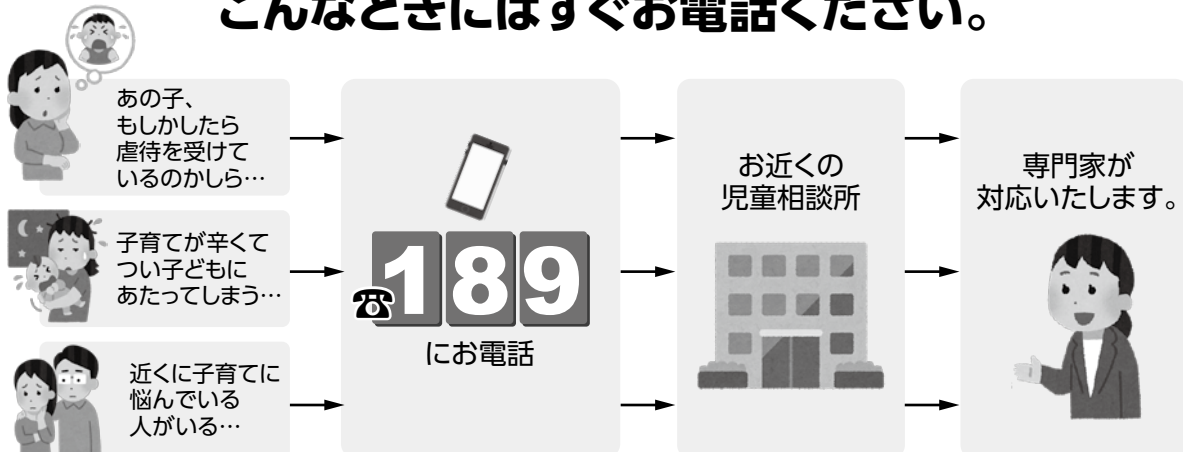 こんなときにはすぐお電話ください。
あの子、
もしかしたら
虐待を受けて
いるのかしら…
子育てが辛くて
つい子どもに
あたってしまう…
近くに子育てに
悩んでいる
人がいる…
189
にお電話
お近くの
児童相談所
専門家が
対応いたします。